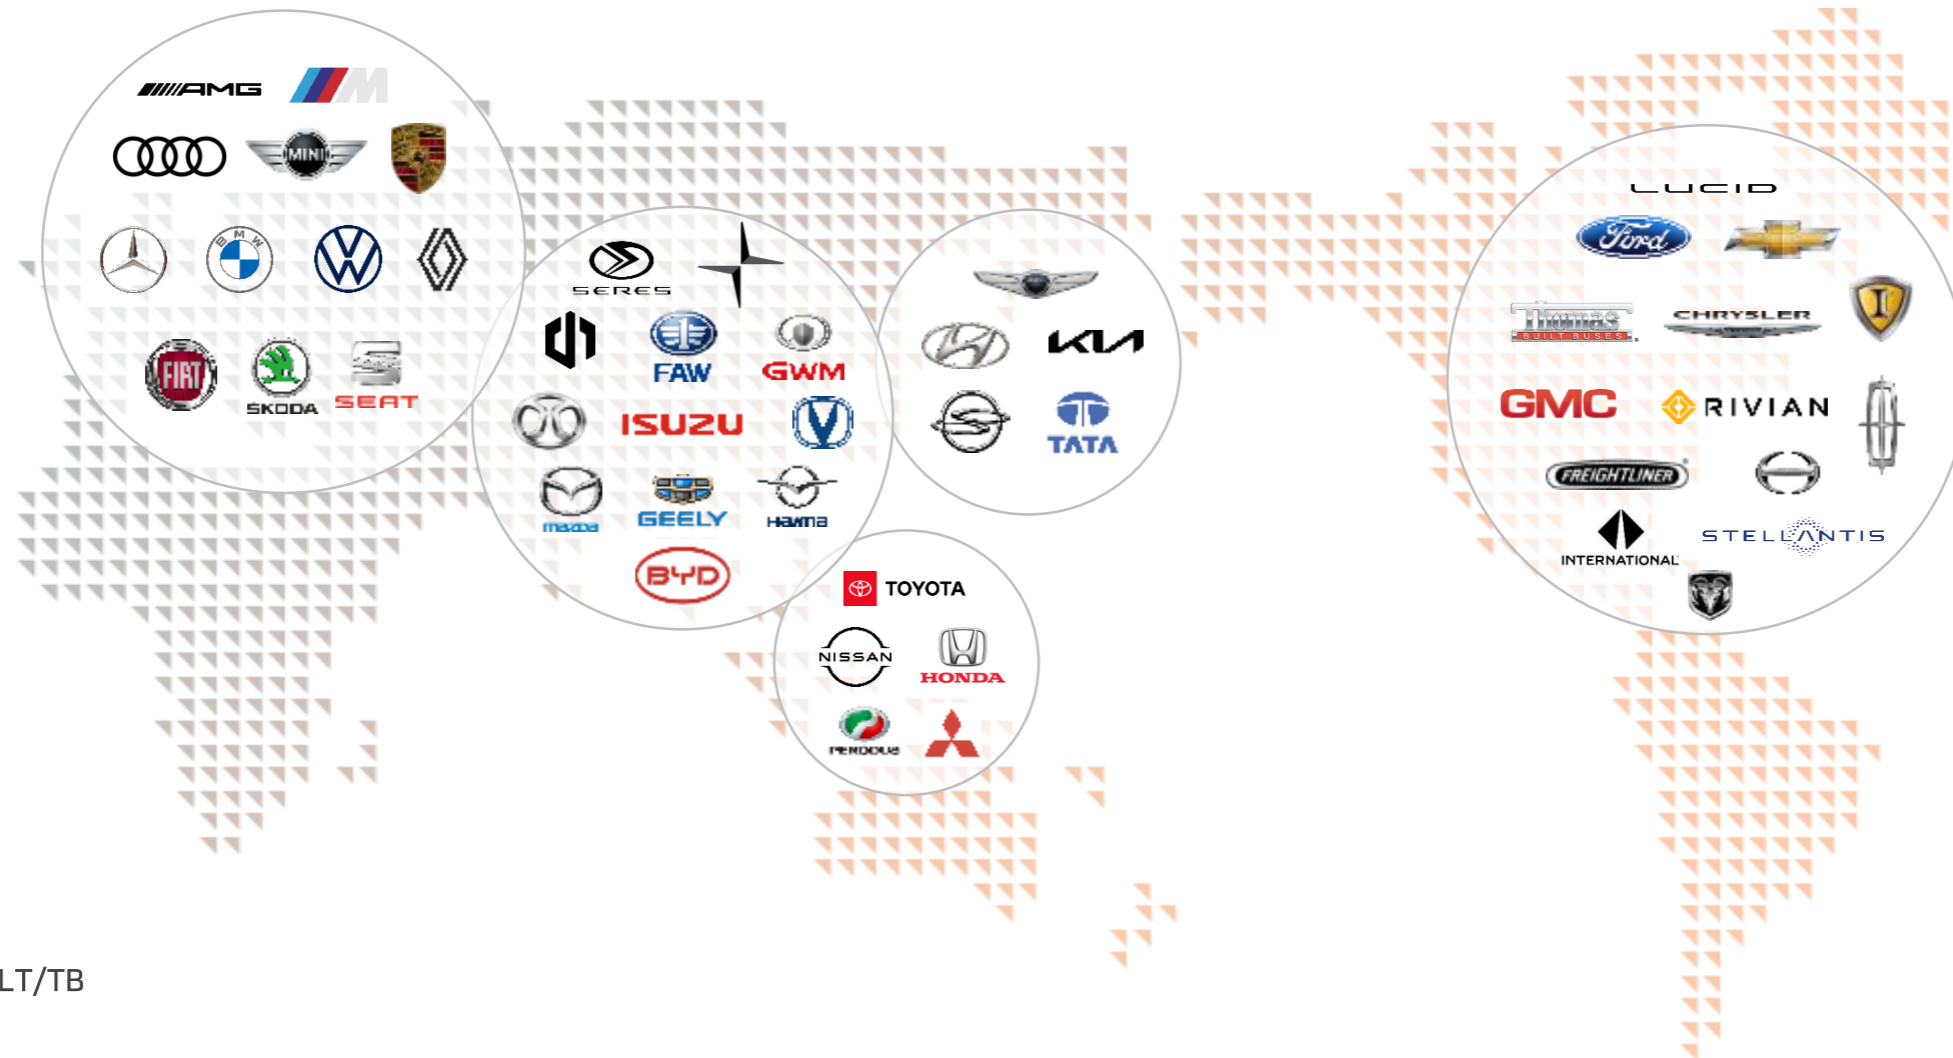 AMG
M
MINI
BMW
FIAT
SKODA
SEAT
SERES
FAW
GWM
ISUZU
mazda
GEELY
HAVAL
BYD
KIA
TATA
TOYOTA
NISSAN
HONDA
PERODUA
LUCID
Ford
Thomas
BUILT BUSES
CHRYSLER
I
GMC
RIVIAN
FREIGHTLINER
INTERNATIONAL
STELLANTIS
LT/TB